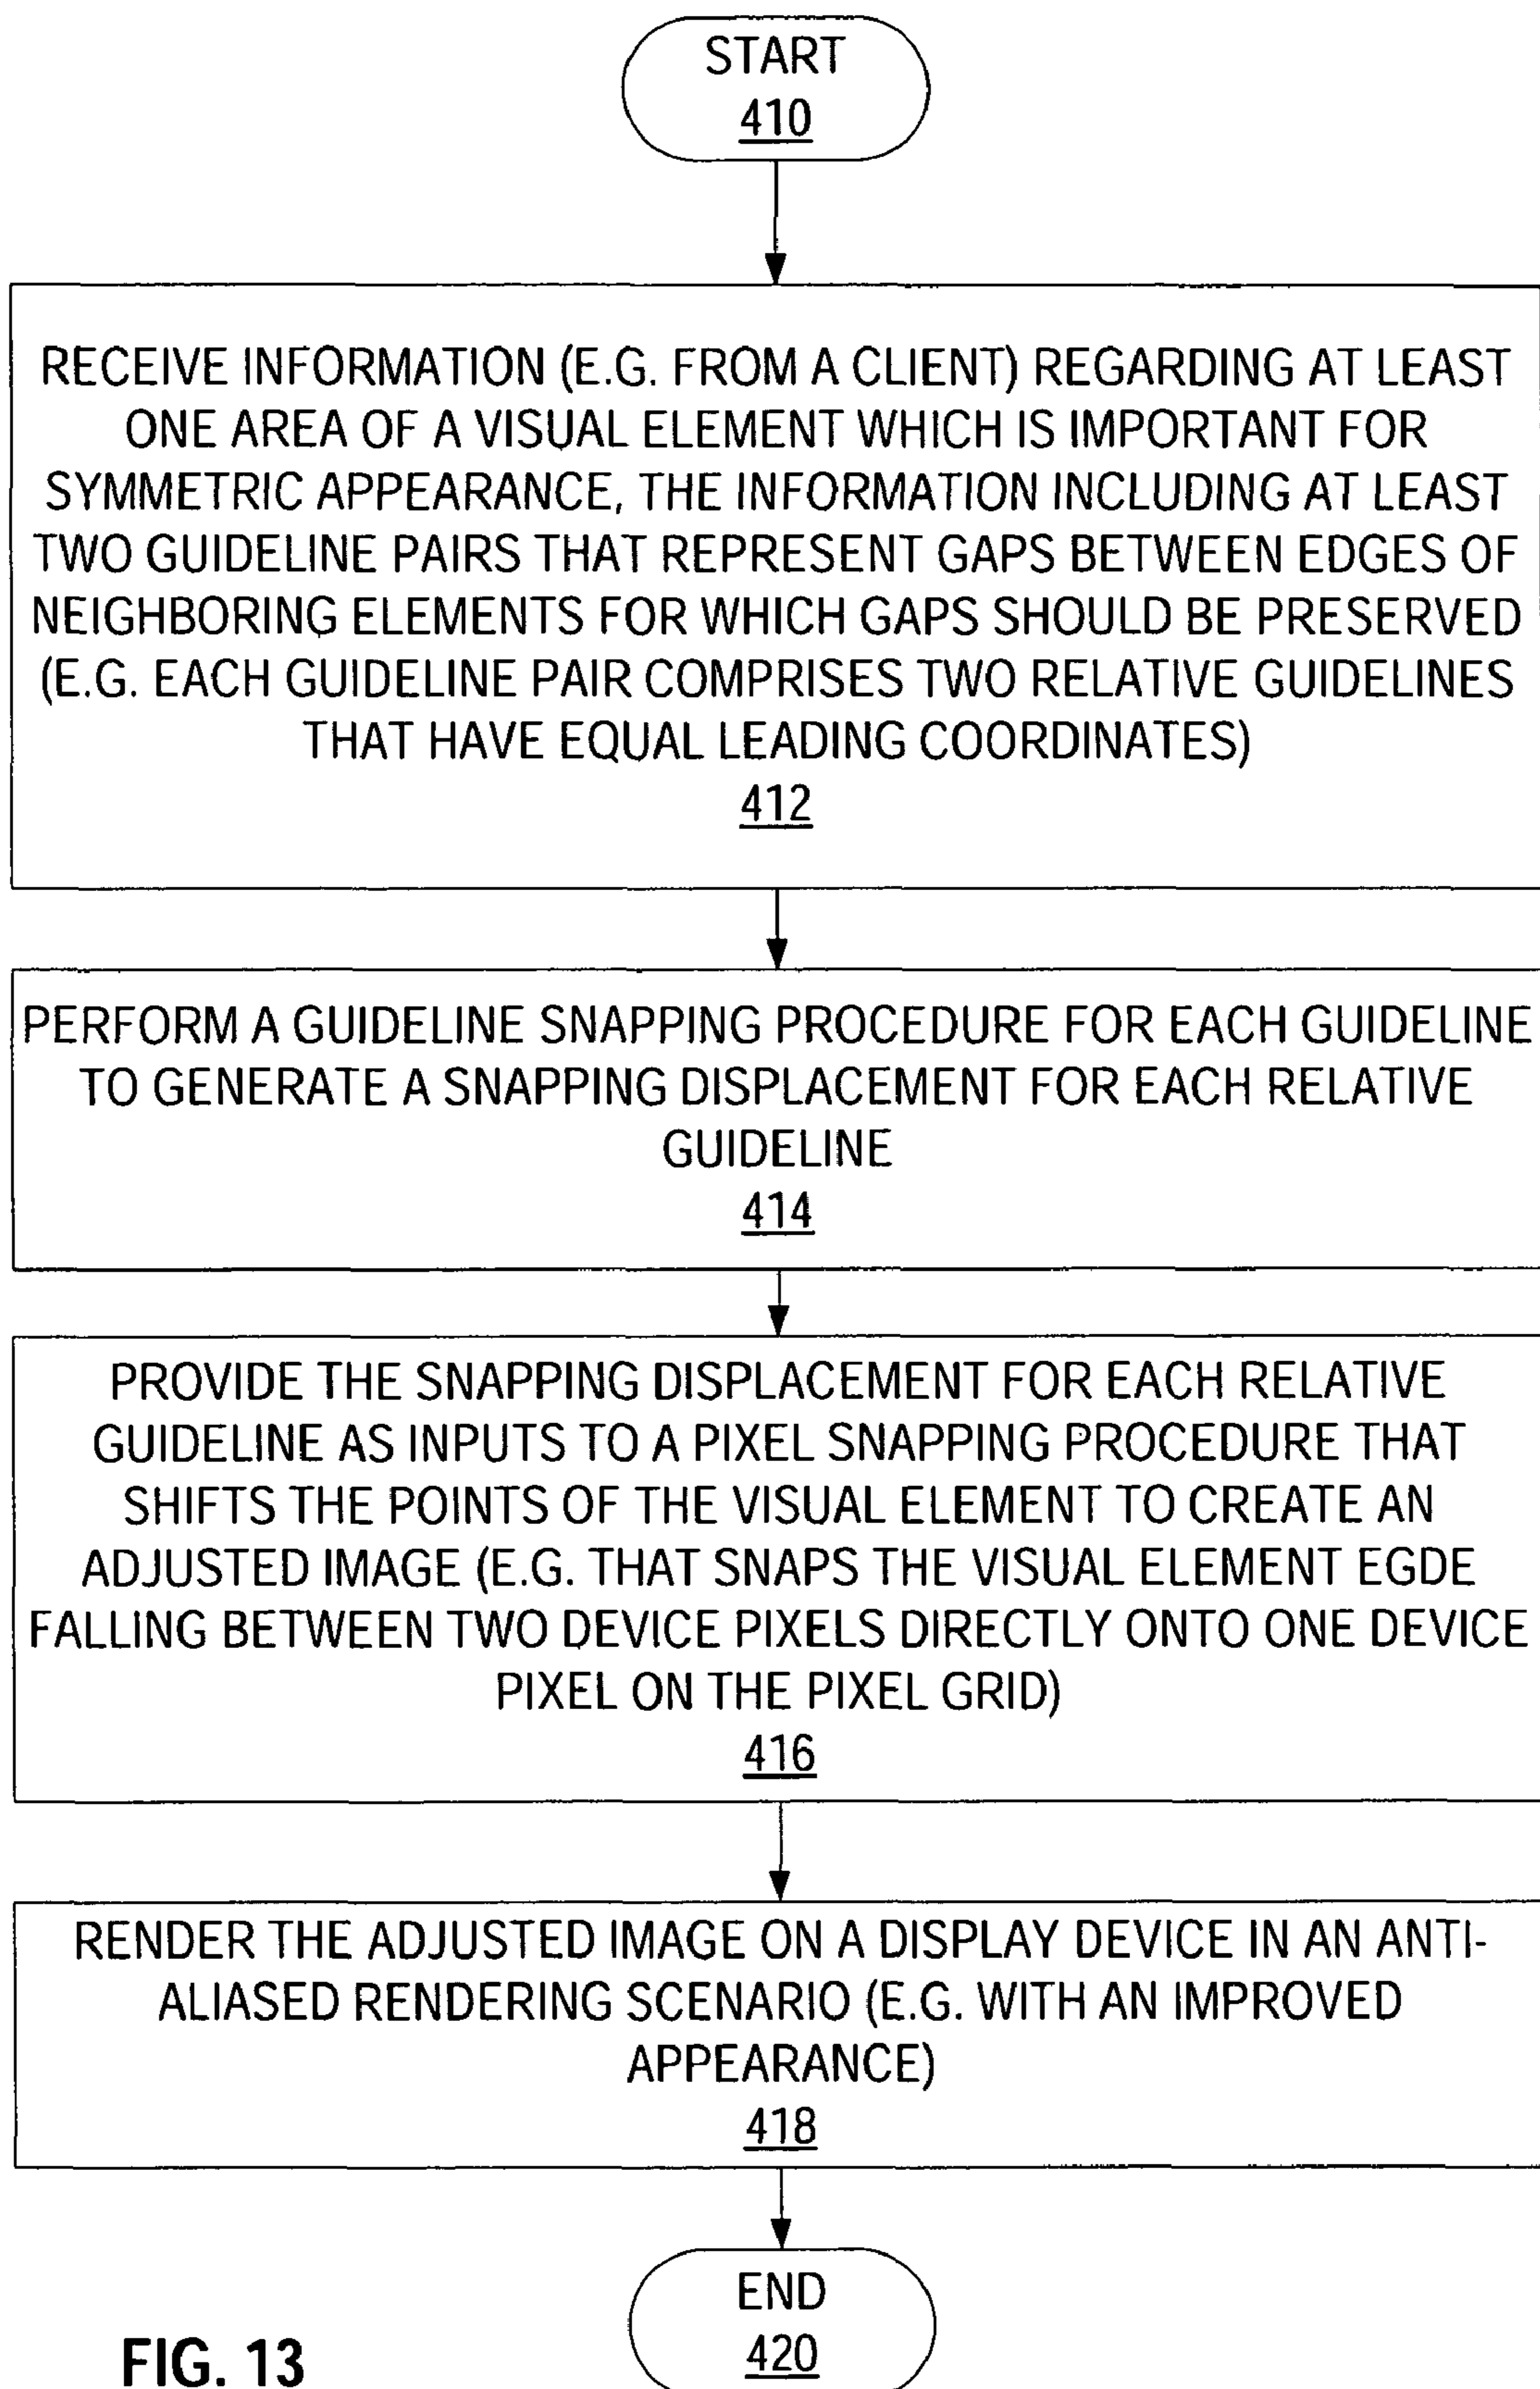 START
410
RECEIVE INFORMATION (E.G. FROM A CLIENT) REGARDING AT LEAST
ONE AREA OF A VISUAL ELEMENT WHICH IS IMPORTANT FOR
SYMMETRIC APPEARANCE, THE INFORMATION INCLUDING AT LEAST
TWO GUIDELINE PAIRS THAT REPRESENT GAPS BETWEEN EDGES OF
NEIGHBORING ELEMENTS FOR WHICH GAPS SHOULD BE PRESERVED
(E.G. EACH GUIDELINE PAIR COMPRISES TWO RELATIVE GUIDELINES
THAT HAVE EQUAL LEADING COORDINATES)
412
PERFORM A GUIDELINE SNAPPING PROCEDURE FOR EACH GUIDELINE
TO GENERATE A SNAPPING DISPLACEMENT FOR EACH RELATIVE
GUIDELINE
414
PROVIDE THE SNAPPING DISPLACEMENT FOR EACH RELATIVE
GUIDELINE AS INPUTS TO A PIXEL SNAPPING PROCEDURE THAT
SHIFTS THE POINTS OF THE VISUAL ELEMENT TO CREATE AN
ADJUSTED IMAGE (E.G. THAT SNAPS THE VISUAL ELEMENT EGDE
FALLING BETWEEN TWO DEVICE PIXELS DIRECTLY ONTO ONE DEVICE
PIXEL ON THE PIXEL GRID)
416
RENDER THE ADJUSTED IMAGE ON A DISPLAY DEVICE IN AN ANTI-
ALIASED RENDERING SCENARIO (E.G. WITH AN IMPROVED
APPEARANCE)
418
END
420
FIG. 13